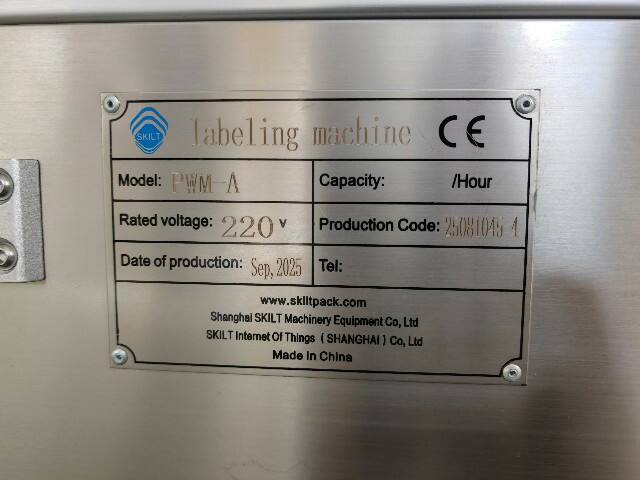 SKILT labeling machine CE
Model: PWM-A Capacity: /Hour
Rated voltage: 220 V Production Code: 25081045-4
Date of production: Sep,2025 Tel:
www.skiltpack.com
Shanghai SKILT Machinery Equipment Co, Ltd
SKILT Internet Of Things ( SHANGHAI ) Co, Ltd
Made in China